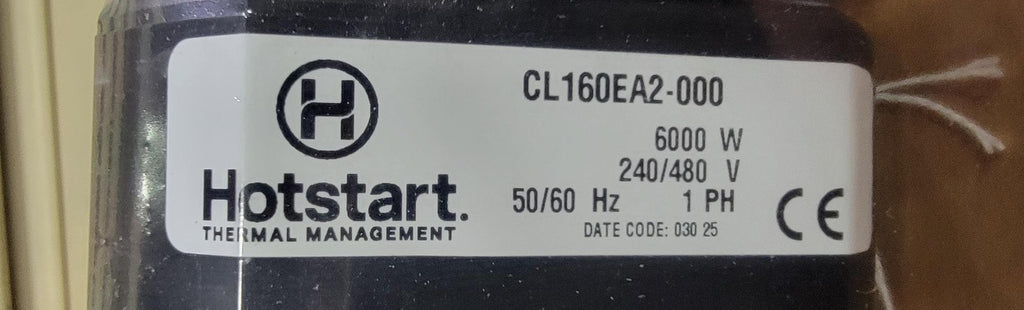 H
Hotstart.
THERMAL MANAGEMENT
CL160EA2-000
6000 W
240/480 V
50/60 Hz 1 PH
DATE CODE: 030 25
CE